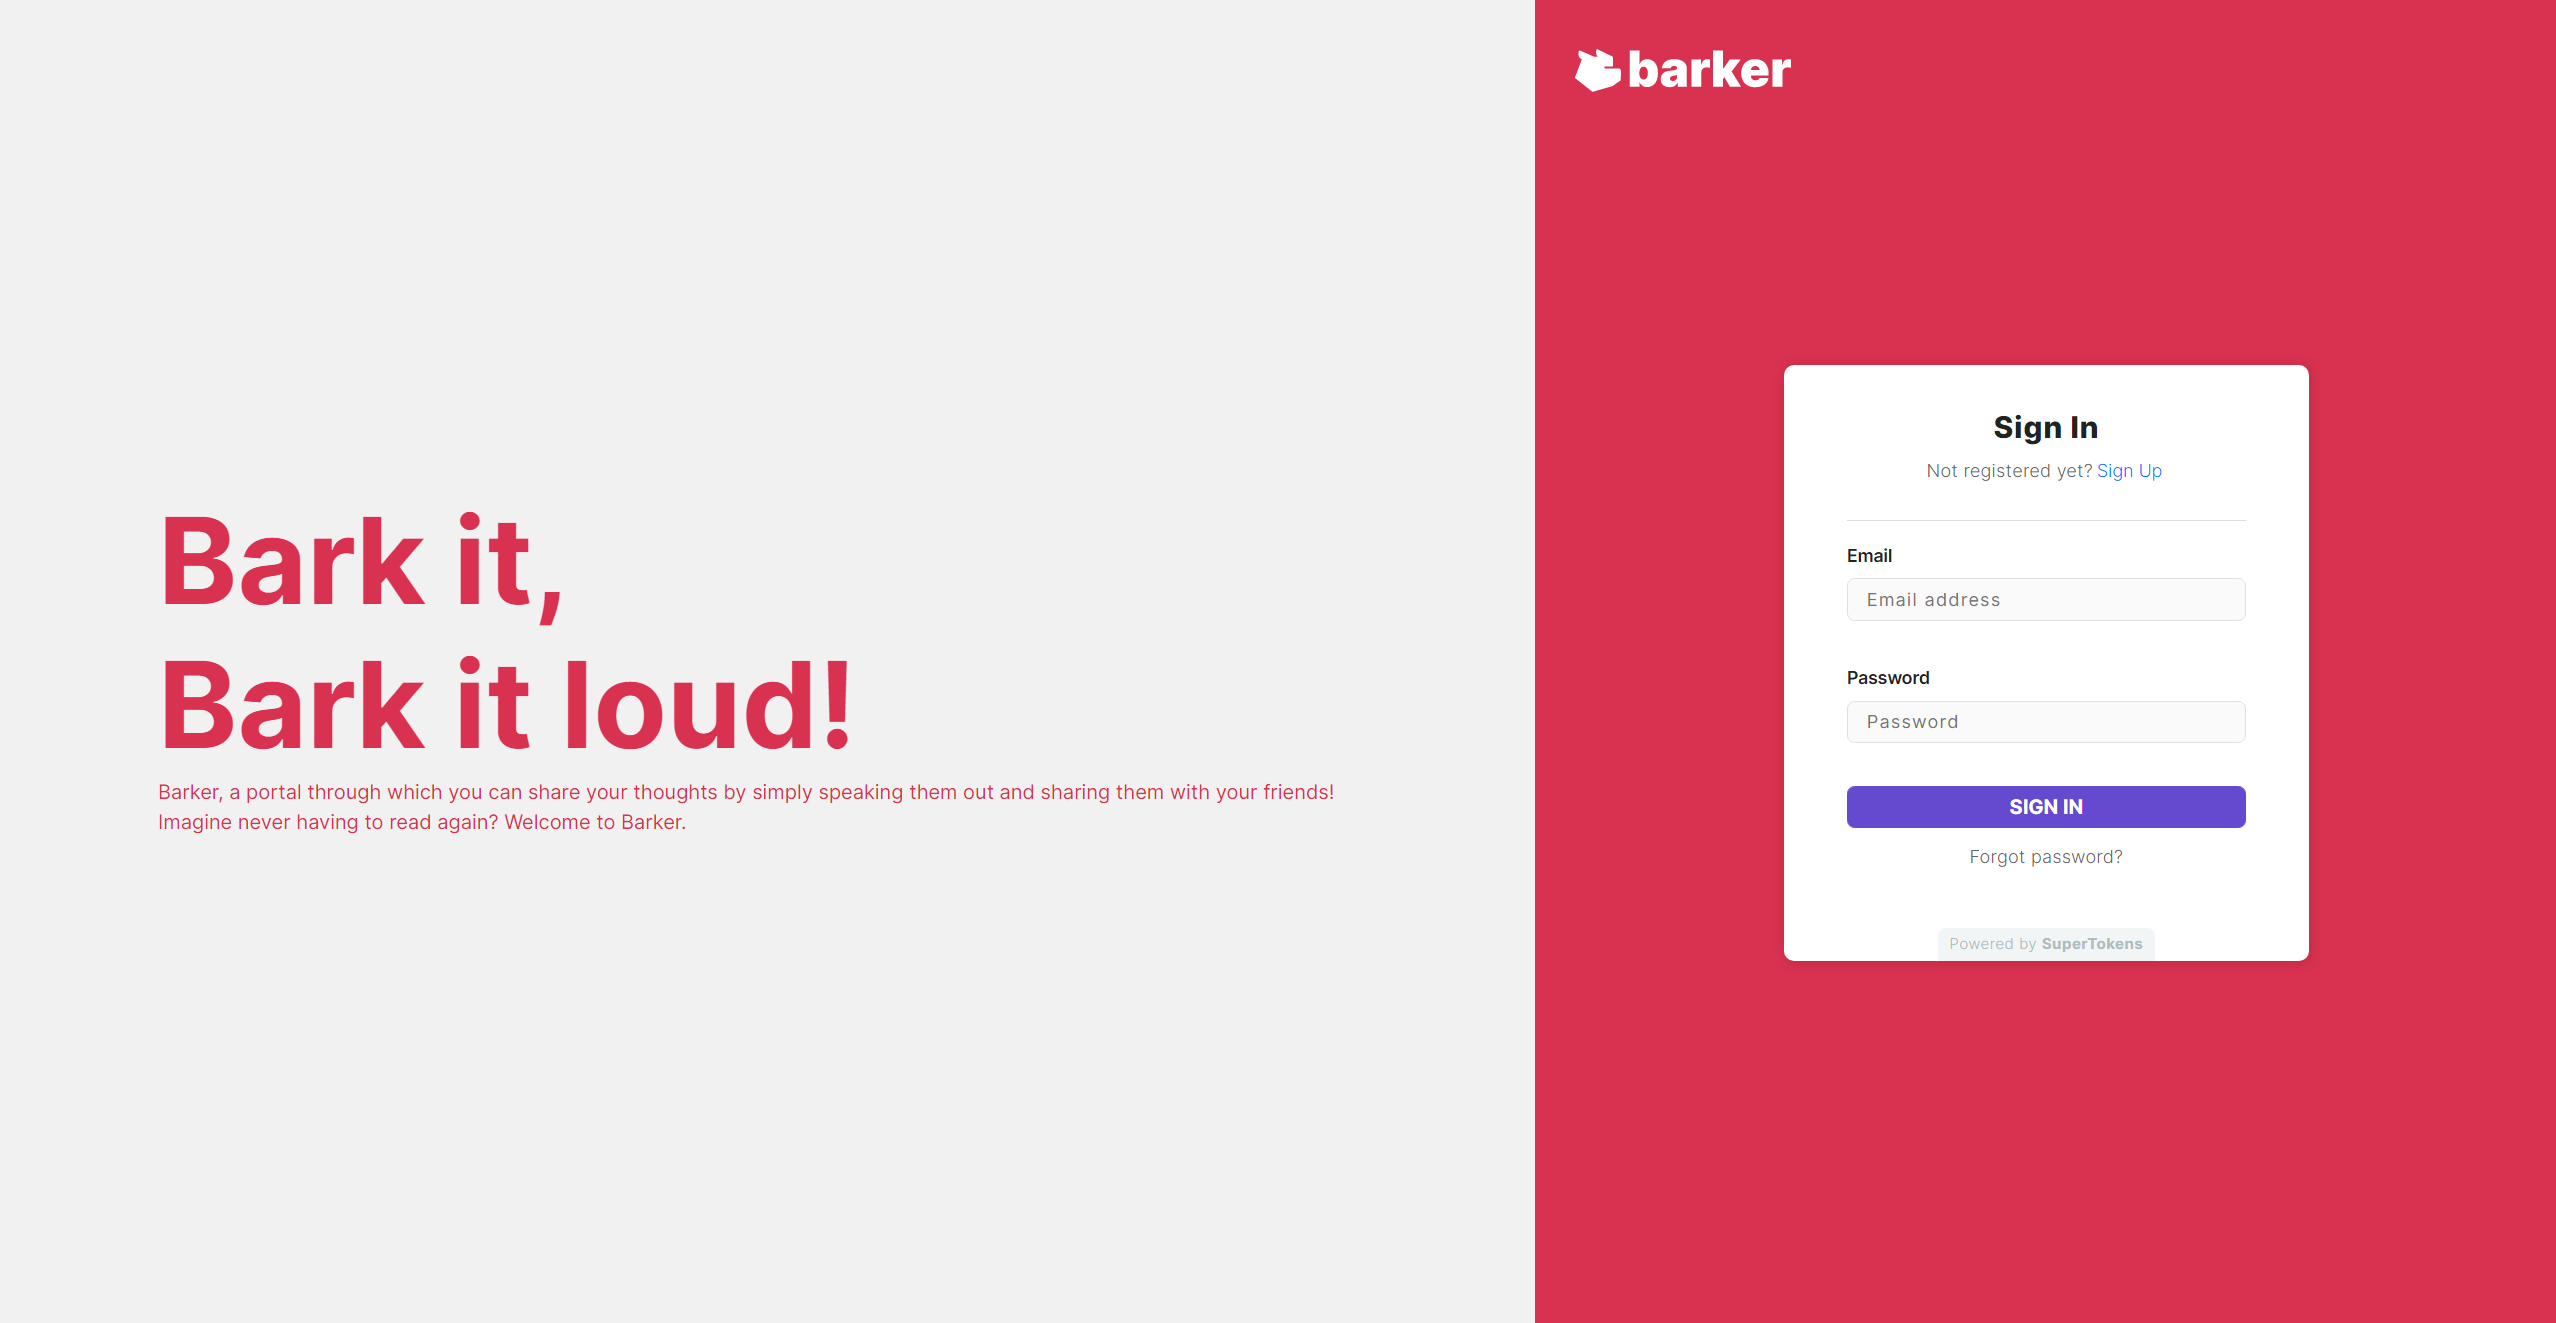 Bark it,
Bark it loud!
Barker, a portal through which you can share your thoughts by simply speaking them out and sharing them with your friends!
Imagine never having to read again? Welcome to Barker.
barker
Sign In
Not registered yet? Sign Up
Email
Email address
Password
Password
SIGN IN
Forgot password?
Powered by SuperTokens